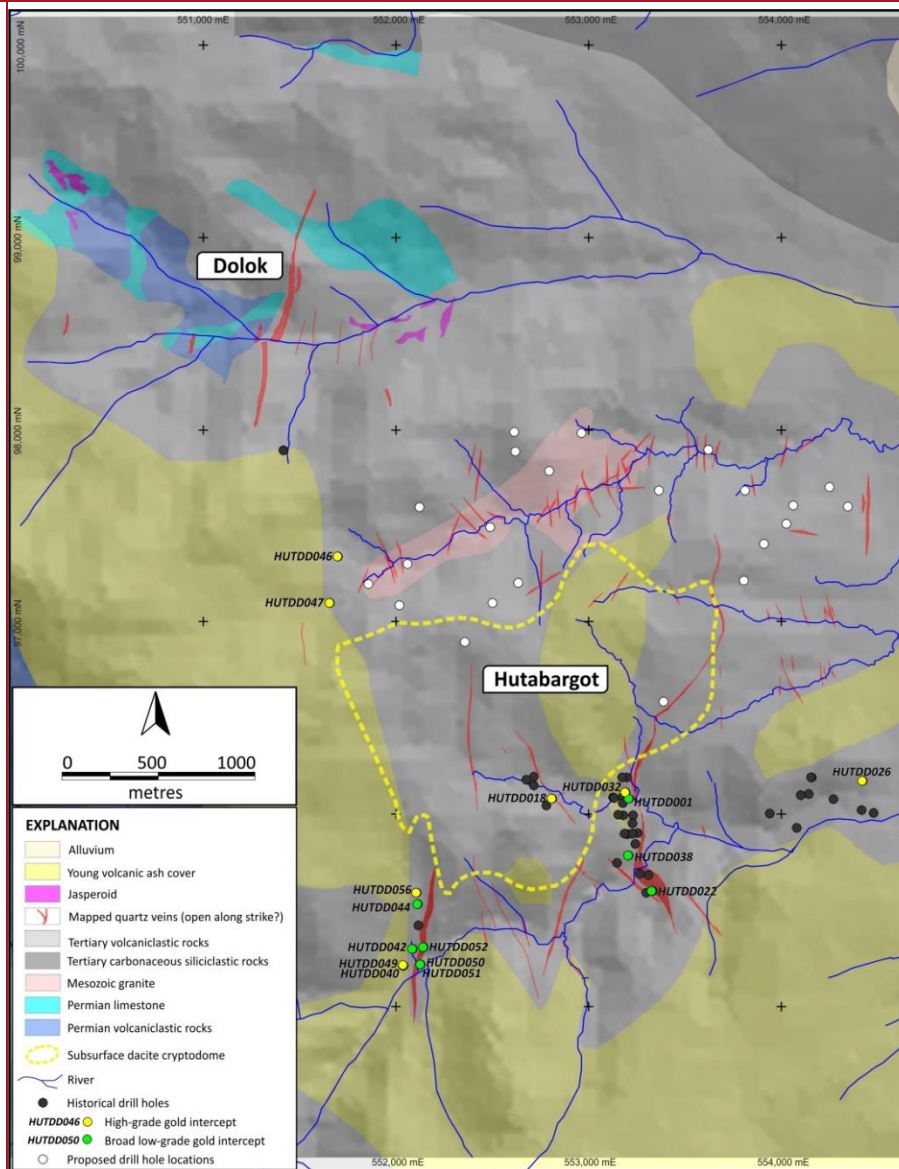 551,000 mE
552,000 mE
553,000 mE
554,000 mE
100,000 mN
99,000 mN
Dolok
98,000 mN
HUTDD046
HUTDD047
97,000 mN
Hutabargot
0 500 1000
metres
HUTDD026
HUTDD032
HUTDD018
HUTDD001
HUTDD038
HUTDD022
HUTDD056
HUTDD044
HUTDD042
HUTDD052
HUTDD049
HUTDD050
HUTDD040
HUTDD051
EXPLANATION
Alluvium
Young volcanic ash cover
Jasperoid
Mapped quartz veins (open along strike?)
Tertiary volcaniclastic rocks
Tertiary carbonaceous siliciclastic rocks
Mesozoic granite
Permian limestone
Permian volcaniclastic rocks
Subsurface dacite cryptodome
River
Historical drill holes
HUTDD046 High-grade gold intercept
HUTDD050 Broad low-grade gold intercept
Proposed drill hole locations
552,000 mE
553,000 mE
554,000 mE